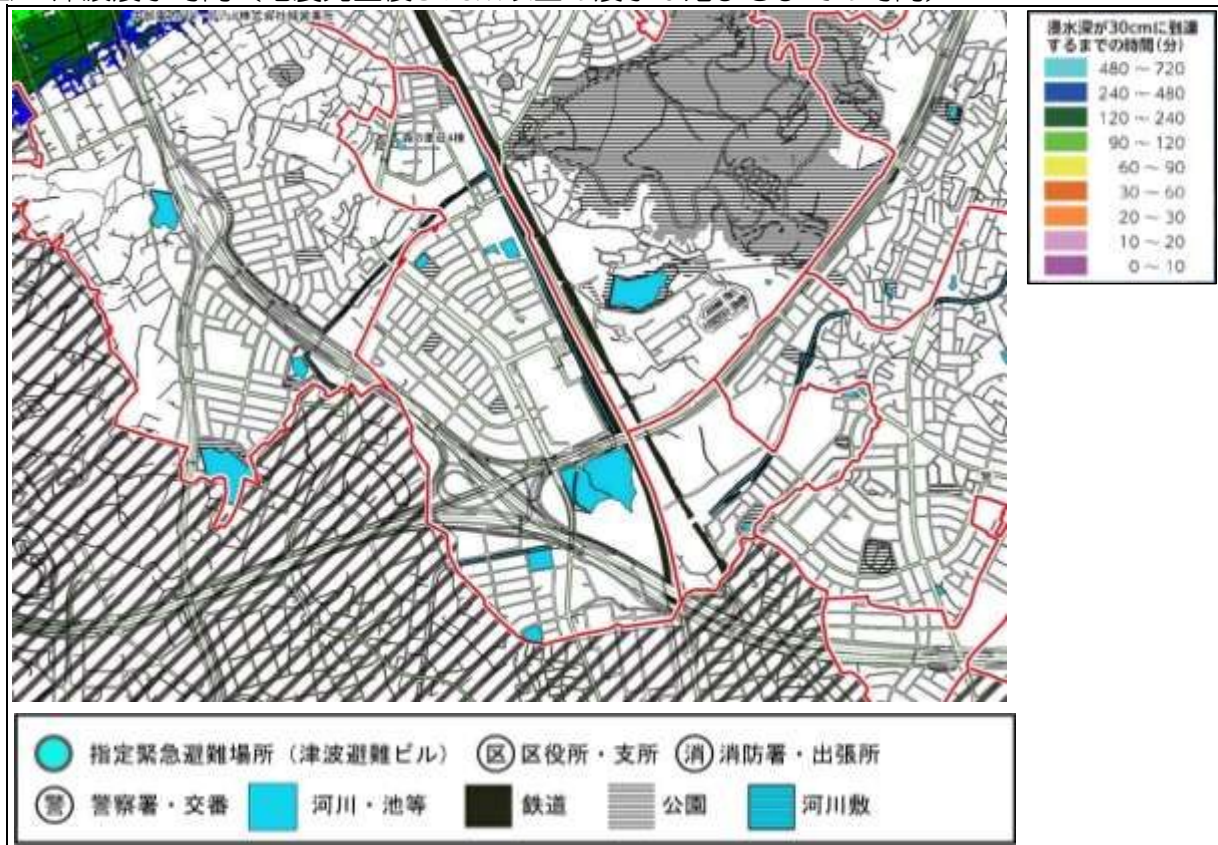 浸水深が30cmに到達
するまでの時間(分)
480 ～ 720
240 ～ 480
120 ～ 240
90 ～ 120
60 ～ 90
30 ～ 60
20 ～ 30
10 ～ 20
0 ～ 10
指定緊急避難場所（津波避難ビル） 区 区役所・支所 消 消防署・出張所
警 警察署・交番 河川・池等 鉄道 公園 河川敷